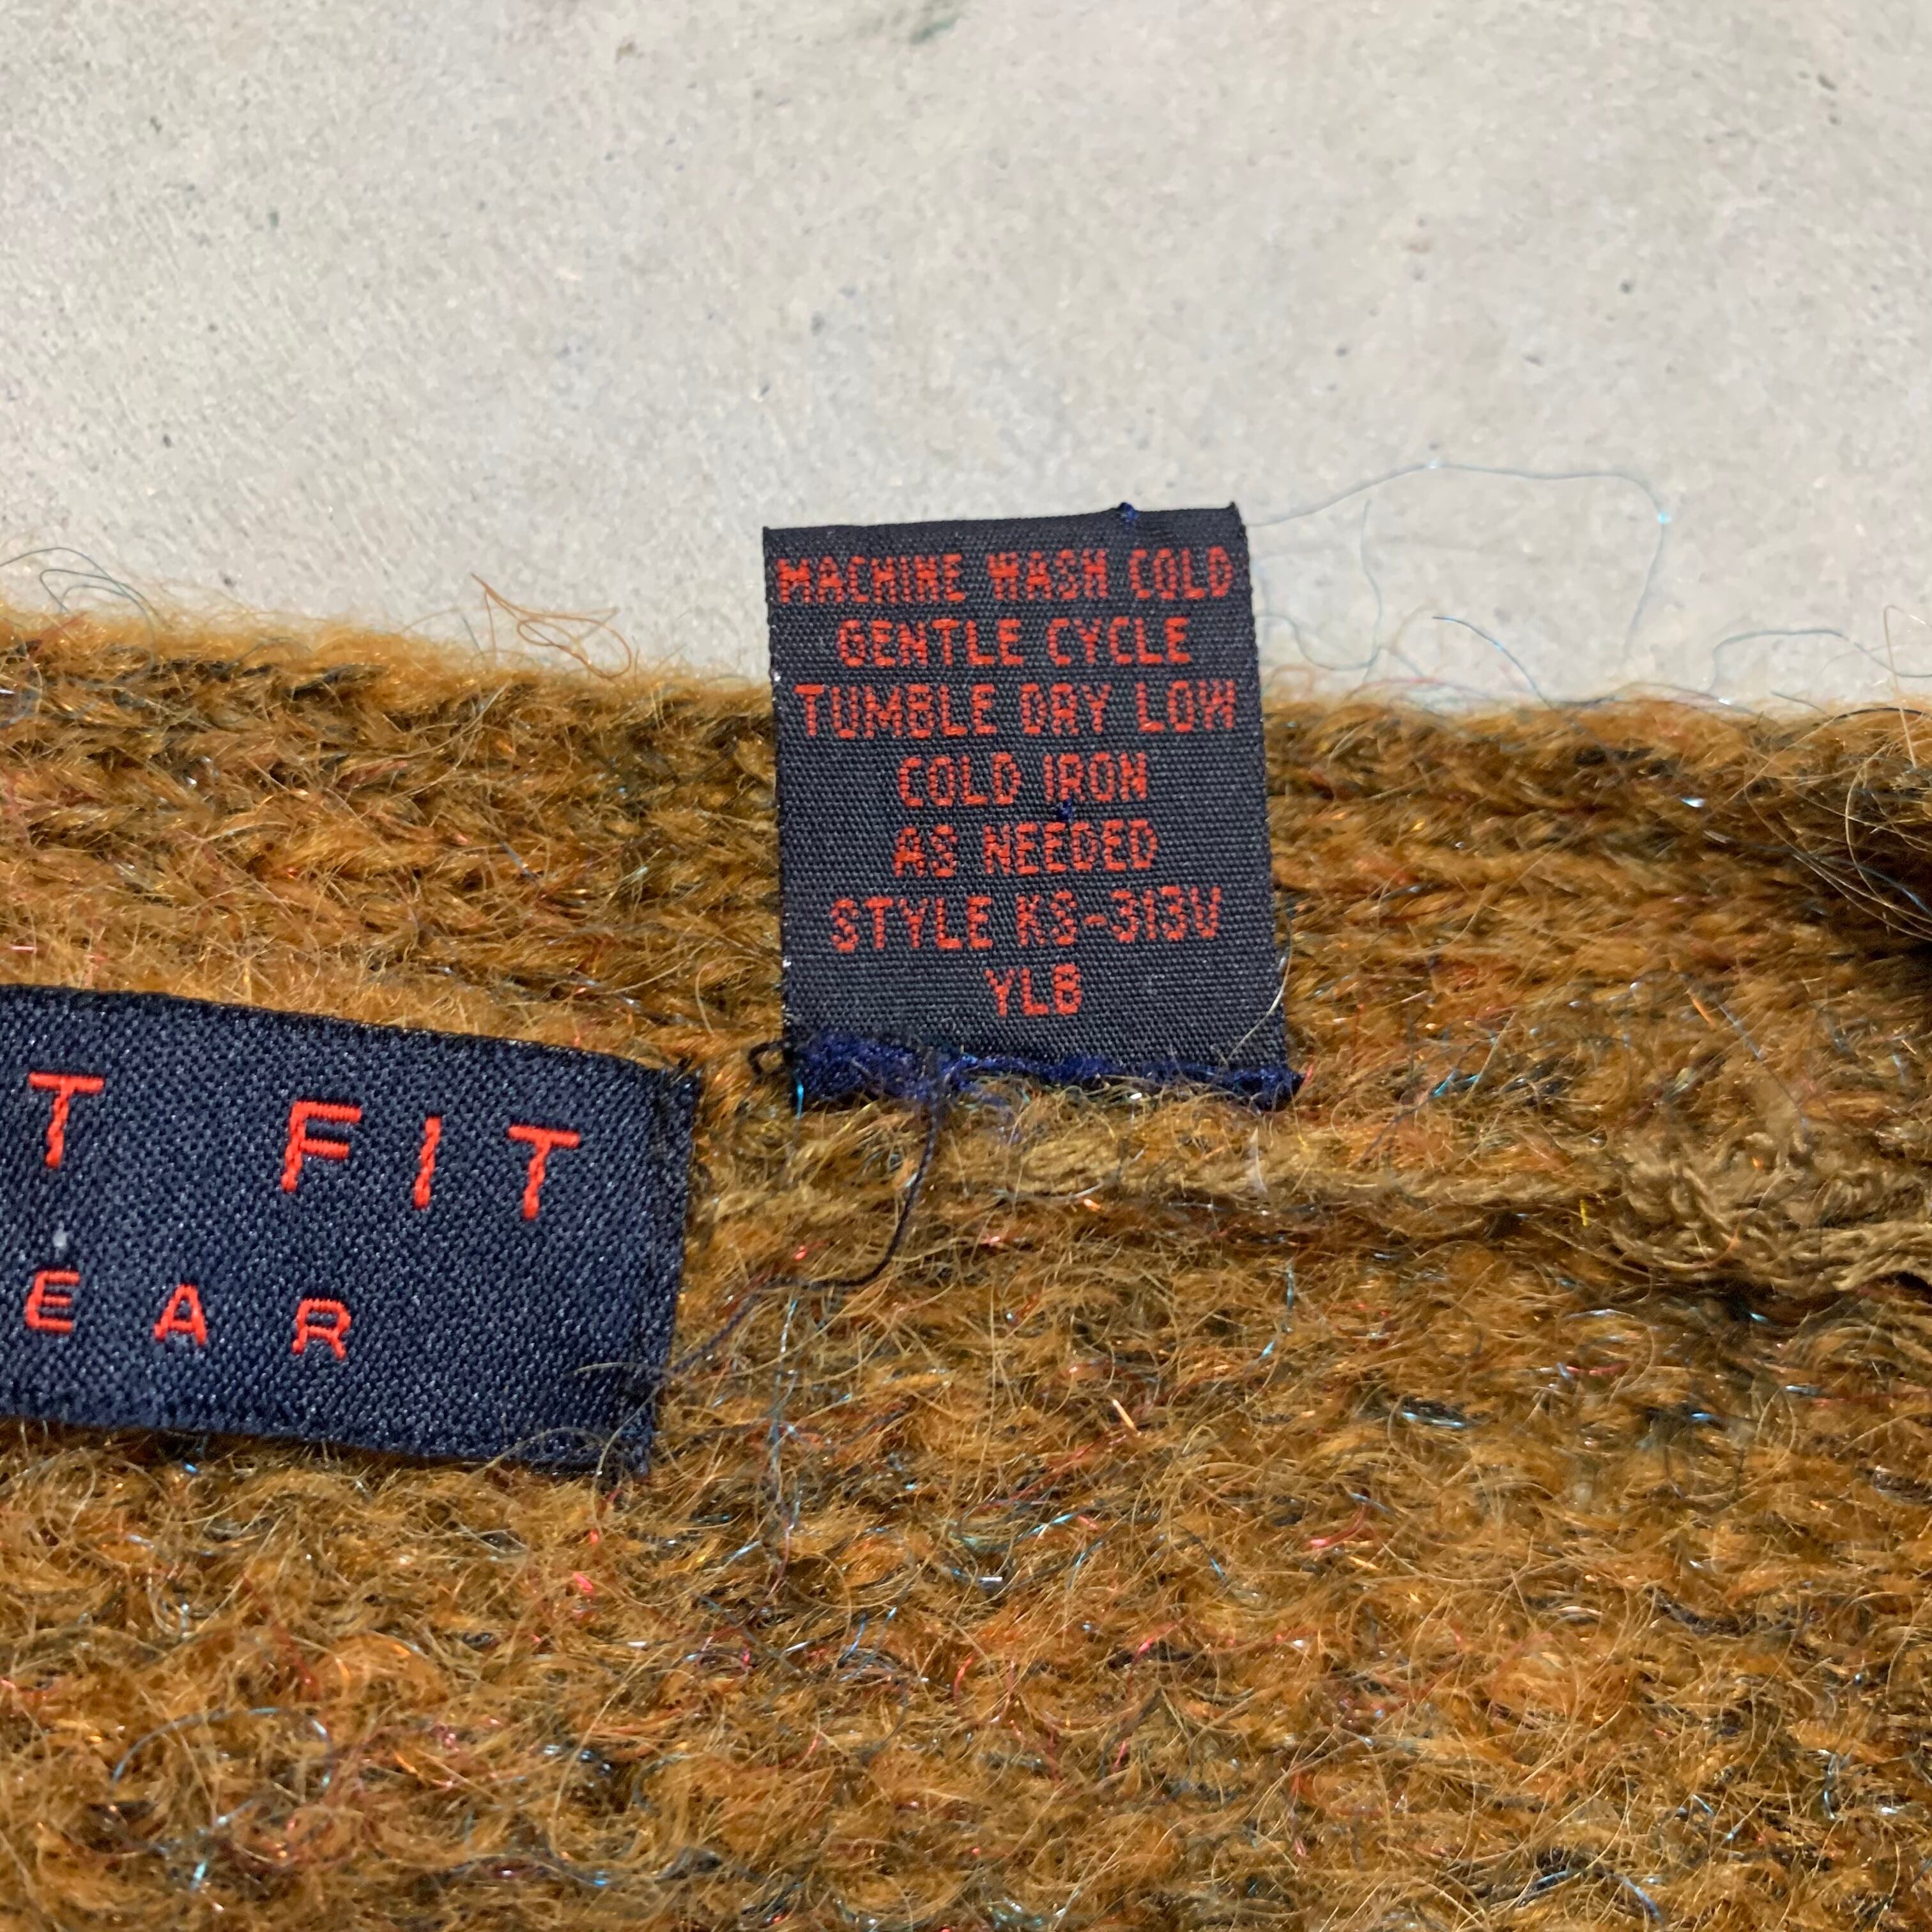 MACHINE WASH COLD
GENTLE CYCLE
TUMBLE DRY LOW
COLD IRON
AS NEEDED
STYLE KS-313V
YLB
T FIT
EAR